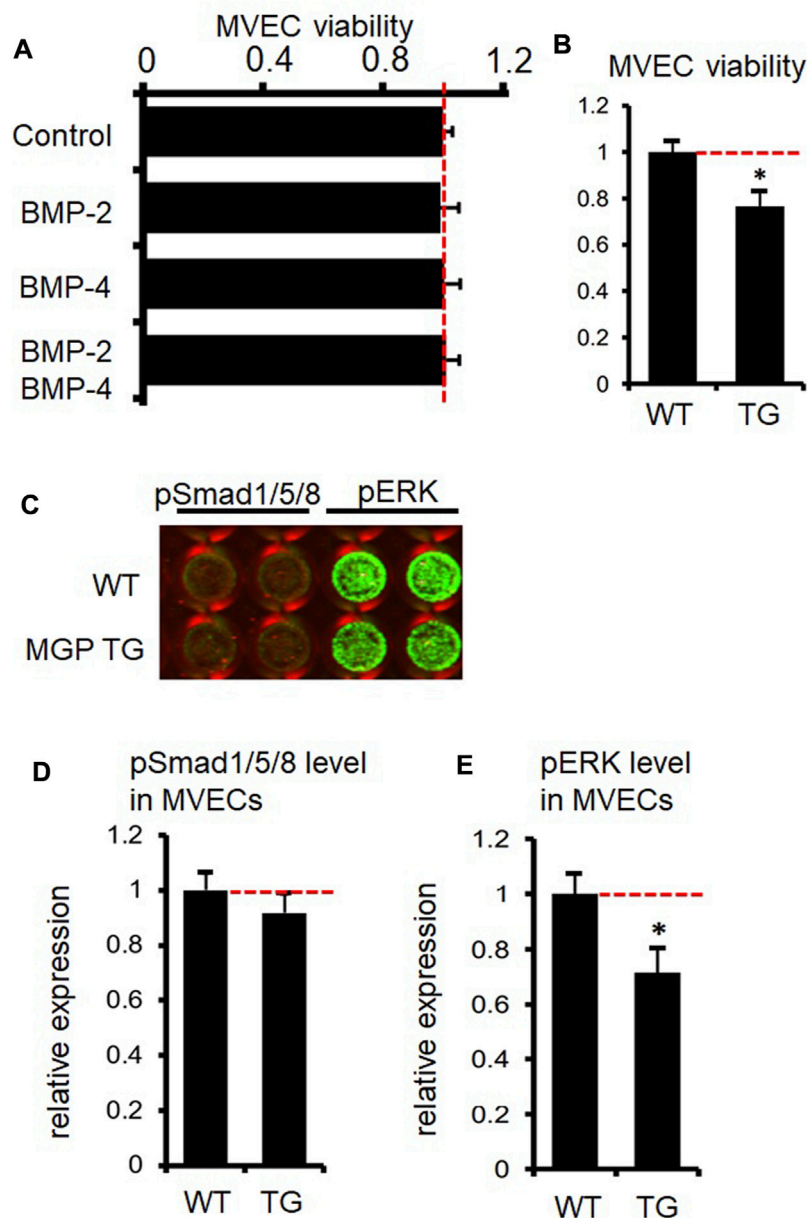 A
MVEC viability
0 0.4 0.8 1.2
Control
BMP-2
BMP-4
BMP-2
BMP-4
B
MVEC viability
1.2
1
0.8
0.6
0.4
0.2
0
*
WT TG
C
pSmad1/5/8 pERK
WT
MGP TG
D
pSmad1/5/8 level
in MVECs
relative expression
1.2
1
0.8
0.6
0.4
0.2
0
WT TG
E
pERK level
in MVECs
relative expression
1.2
1
0.8
0.6
0.4
0.2
0
*
WT TG